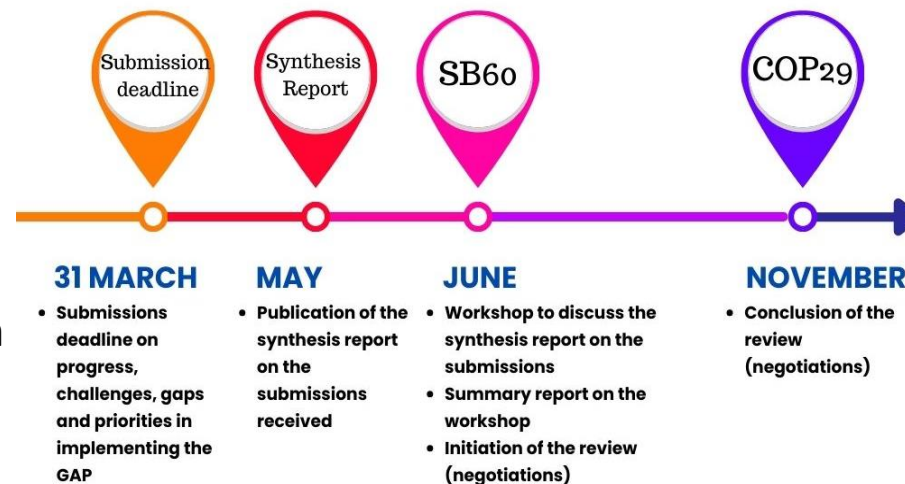 Submission
deadline
Synthesis
Report
SB60
COP29
31 MARCH
• Submissions
deadline on
progress,
challenges, gaps
and priorities in
implementing the
GAP
MAY
• Publication of the
synthesis report
on the
submissions
received
JUNE
• Workshop to discuss the
synthesis report on the
submissions
• Summary report on the
workshop
• Initiation of the review
(negotiations)
NOVEMBER
• Conclusion of the
review
(negotiations)